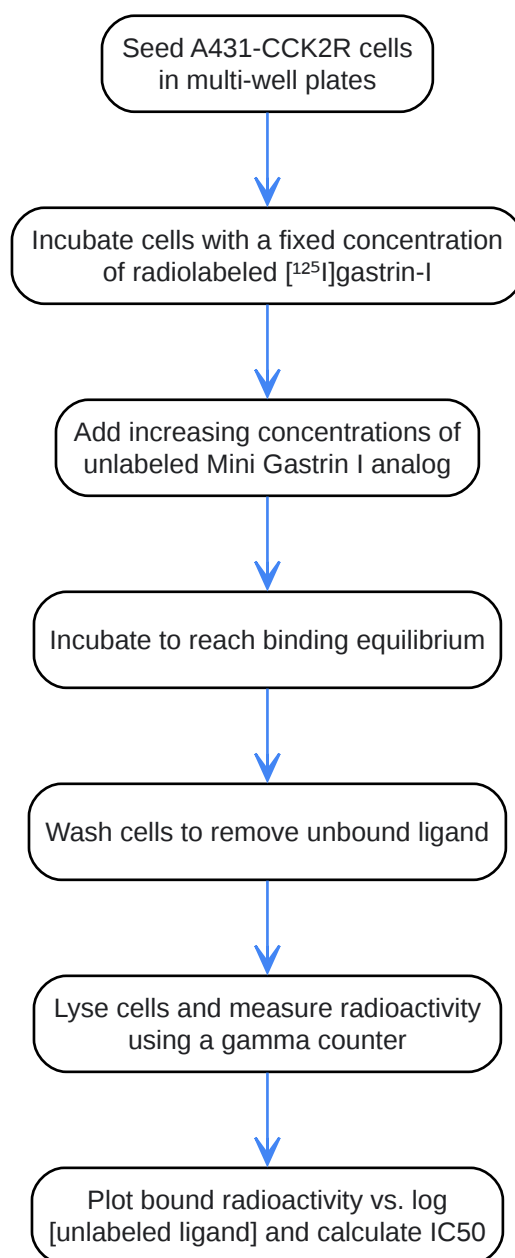 Seed A431-CCK2R cells
in multi-well plates
Incubate cells with a fixed concentration
of radiolabeled [¹²⁵I]gastrin-I
Add increasing concentrations of
unlabeled Mini Gastrin I analog
Incubate to reach binding equilibrium
Wash cells to remove unbound ligand
Lyse cells and measure radioactivity
using a gamma counter
Plot bound radioactivity vs. log
[unlabeled ligand] and calculate IC50